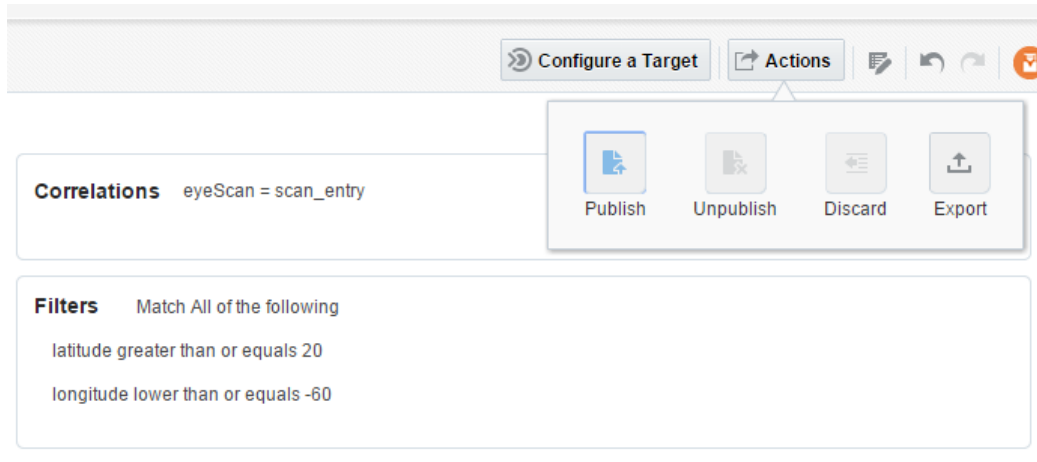 Configure a Target Actions
Publish Unpublish Discard Export
Correlations eyeScan = scan_entry
Filters Match All of the following
latitude greater than or equals 20
longitude lower than or equals -60